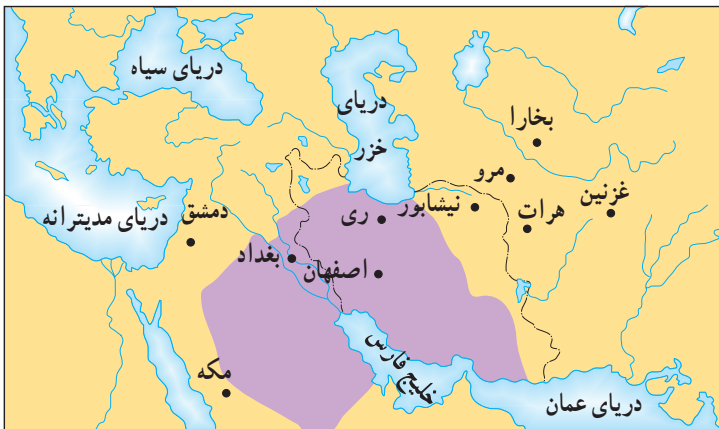 دریای سیاه
دریای
خزر
بخارا
مرو
غزنین
نیشابور
هرات
ری
دمشق
دریای مدیترانه
بغداد
اصفهان
خلیج فارس
مکه
دریای عمان